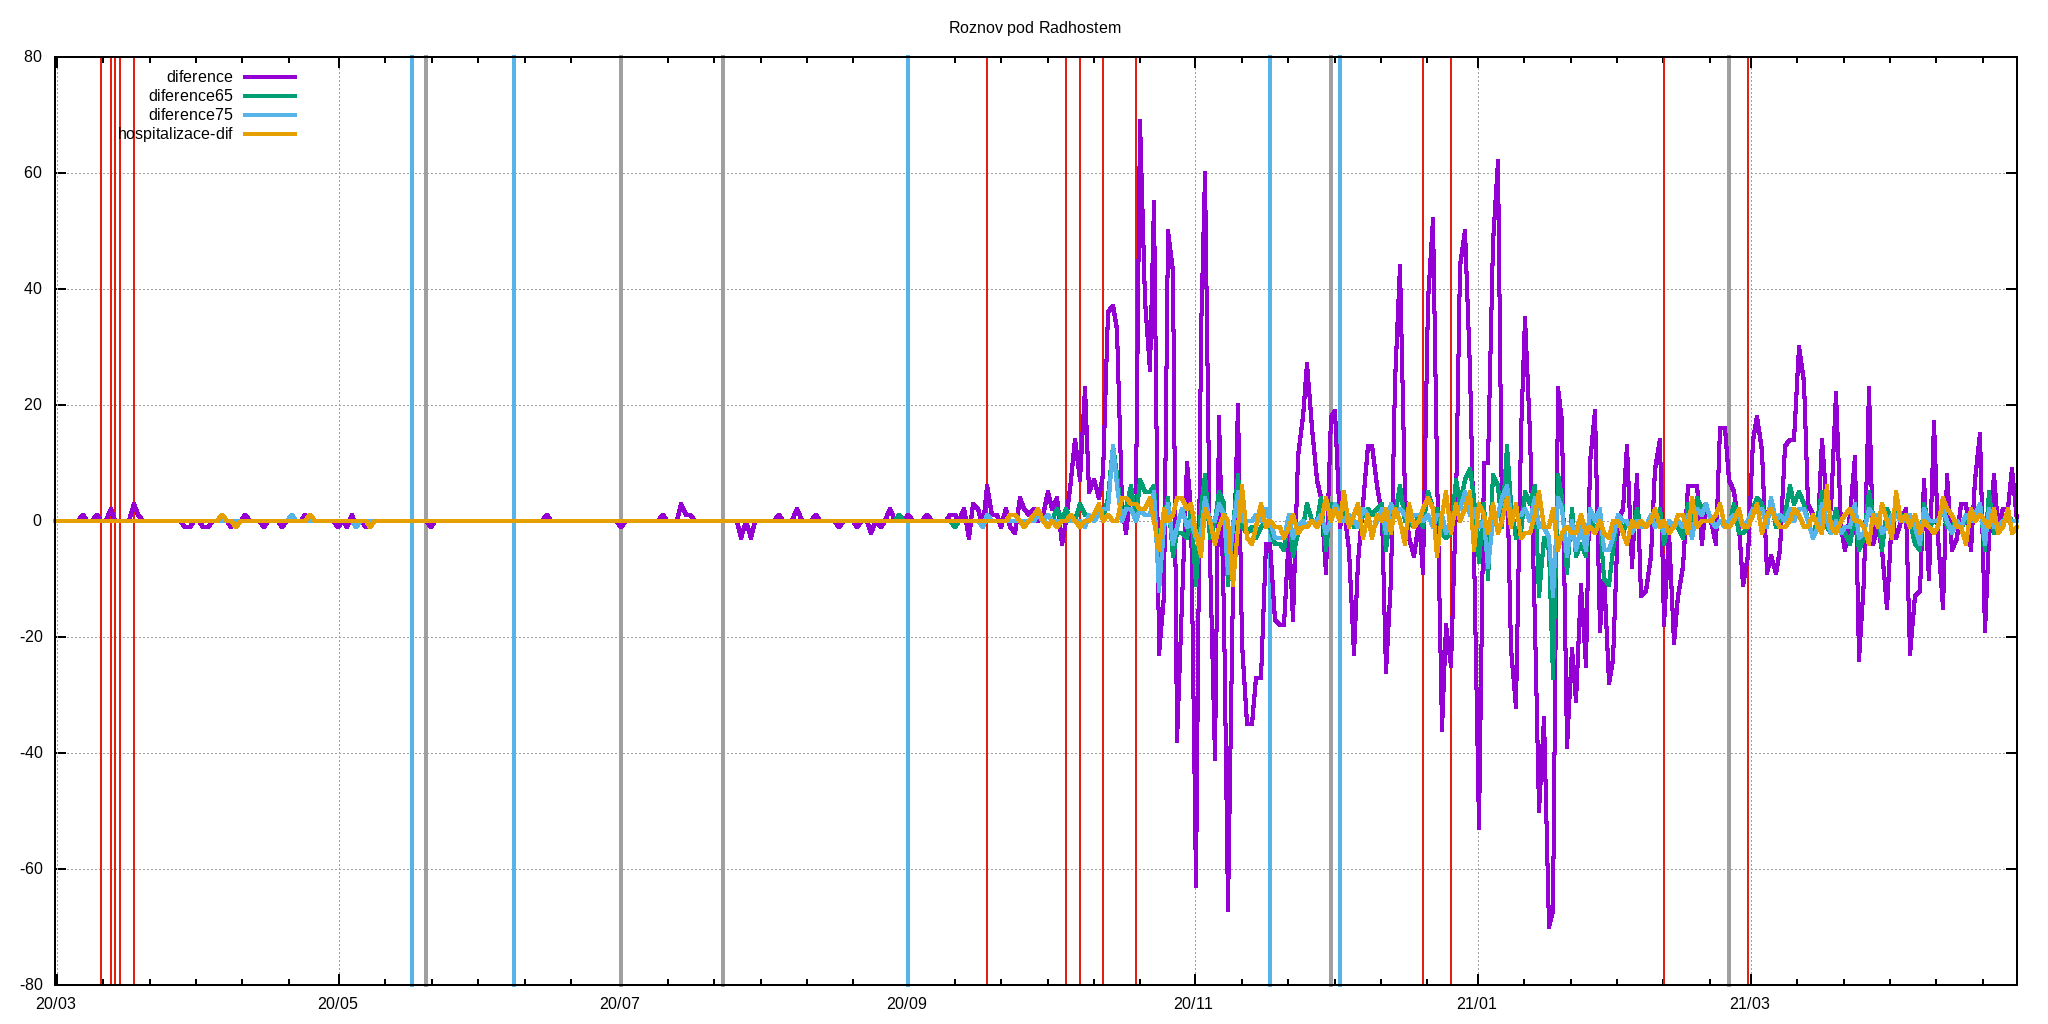 Roznov pod Radhostem
80
60
40
20
0
-20
-40
-60
-80
diference
diference65
diference75
hospitalizace-dif
20/03 20/05 20/07 20/09 20/11 21/01 21/03